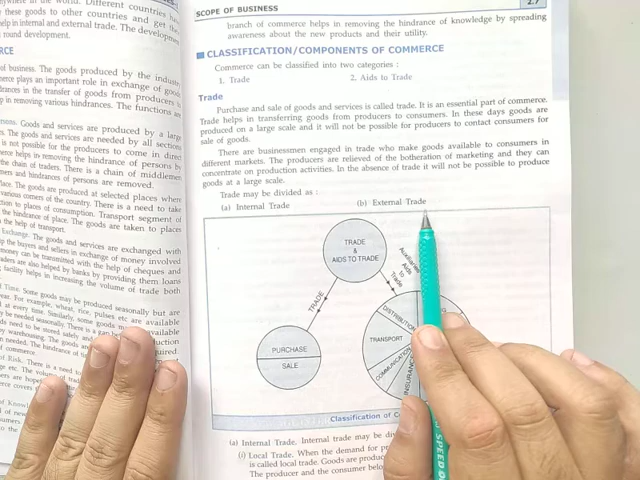 help in internal and external trade. The development
of business. The goods produced by the
plays an important role in exchange of
in the transfer of goods from producers
in removing various hindrances. The functions
Goods and services are produced by a large
The goods and services are needed by all sections
is not possible for the producers to come in direct
helps in removing the hindrance of persons by
the chain of traders. There is a chain of middlemen
and hindrances of persons are removed.
The goods are produced at selected places where
various corners of the country. There is need to take
to places of consumption. Transport segment of
the hindrance of place. The goods are taken to places
the help of transport.
Exchange. The goods and services are exchanged with
the buyers and sellers in exchange of money involved
money can be transmitted with the help of cheques and
are also helped by banks by providing them loans
facility helps in increasing the volume of trade both
Time. Some goods may be produced seasonally but are
year. For example, wheat, rice, pulses etc. are available
SCOPE OF BUSINESS
2.7
branch of commerce helps in removing the hindrance of knowledge by spreading
awareness about the new products and their utility.
CLASSIFICATION/COMPONENTS OF COMMERCE
Commerce can be classified into two categories :
1. Trade 2. Aids to Trade
Trade
Purchase and sale of goods and services is called trade. It is an essential part of commerce.
Trade helps in transferring goods from producers to consumers. In these days goods are
produced on a large scale and it will not be possible for producers to contact consumers for
sale of goods.
There are businessmen engaged in trade who make goods available to consumers in
different markets. The producers are relieved of the botheration of marketing and they can
concentrate on production activities. In the absence of trade it will not be possible to produce
goods at a large scale.
Trade may be divided as :
(a) Internal Trade (b) External Trade
TRADE
&
AIDS TO TRADE
TRADE
Auxiliaries
Aids
to
Trade
PURCHASE
SALE
DISTRIBUTION
TRANSPORT
COMMUNICATION
INSURANCE
Classification of
(a) Internal Trade. Internal trade may be
(i) Local Trade. When the demand for
is called local trade. Goods are
The producer and the consumer
SPEED